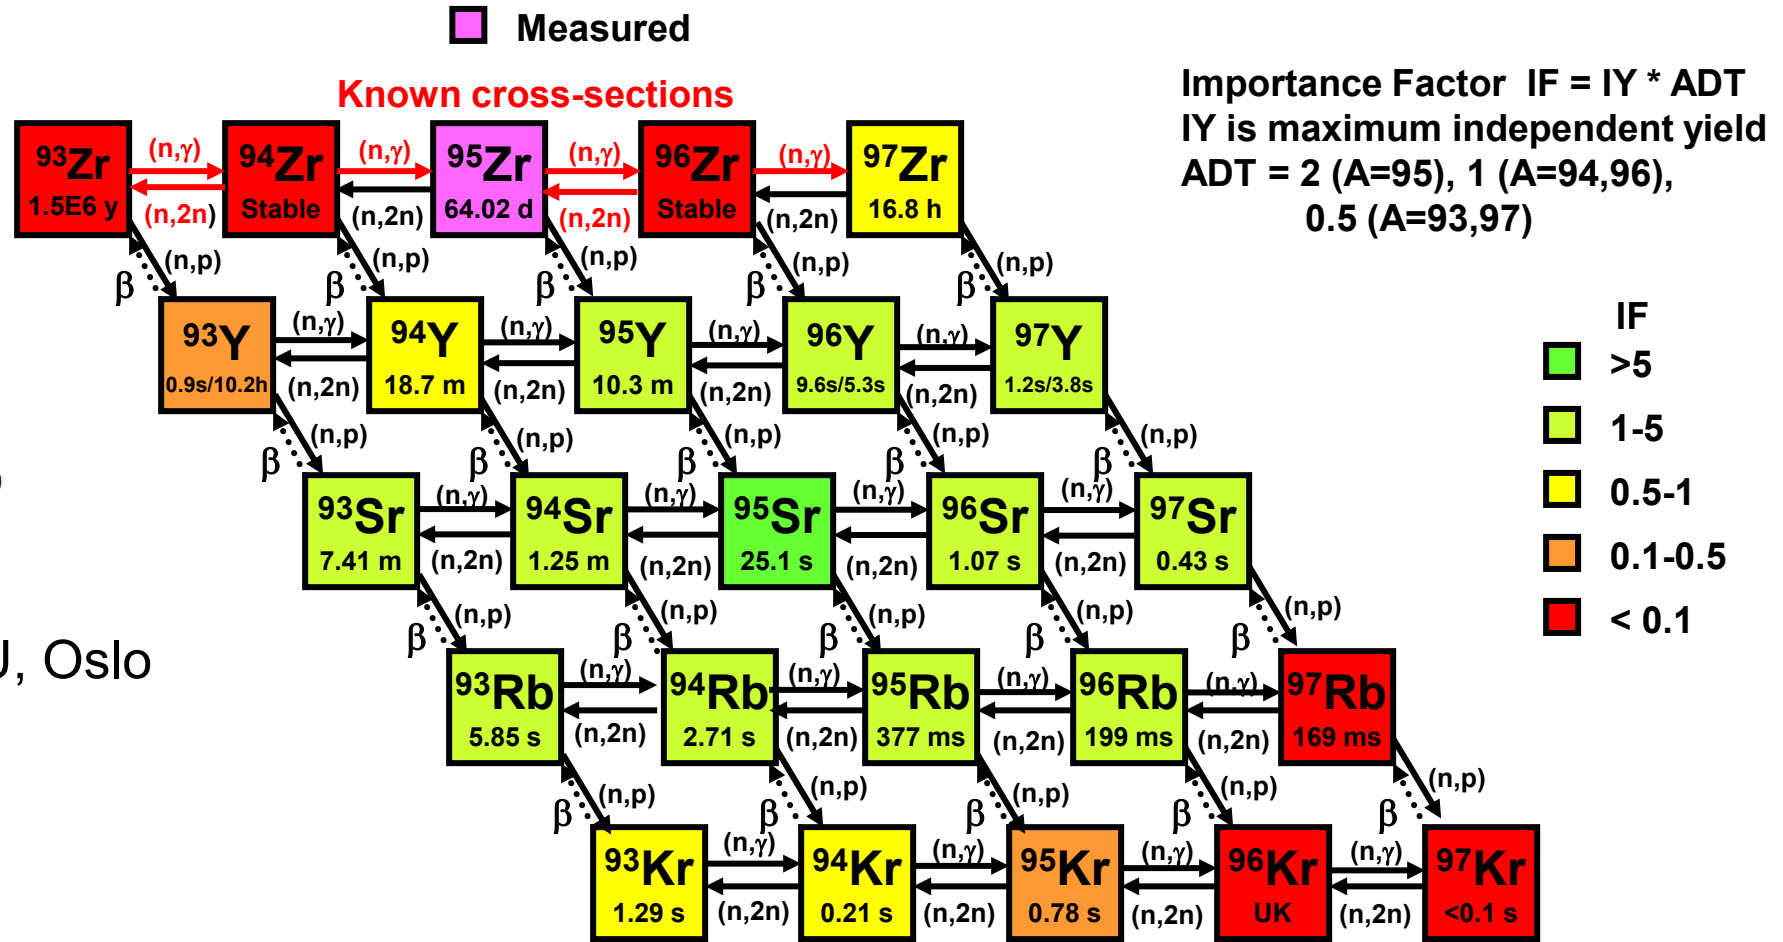 Measured
Known cross-sections
Importance Factor IF = IY * ADT
IY is maximum independent yield
ADT = 2 (A=95), 1 (A=94,96),
0.5 (A=93,97)
(n,γ) (n,γ) (n,γ) (n,γ)
⁹³Zr ⁹⁴Zr ⁹⁵Zr ⁹⁶Zr ⁹⁷Zr
1.5E6 y Stable 64.02 d Stable 16.8 h
(n,2n) (n,2n) (n,2n) (n,2n)
(n,p) (n,p) (n,p) (n,p) (n,p)
β β β β β
(n,γ) (n,γ) (n,γ) (n,γ)
⁹³Y ⁹⁴Y ⁹⁵Y ⁹⁶Y ⁹⁷Y
0.9s/10.2h 18.7 m 10.3 m 9.6s/5.3s 1.2s/3.8s
(n,2n) (n,2n) (n,2n) (n,2n)
(n,p) (n,p) (n,p) (n,p) (n,p)
β β β β β
(n,γ) (n,γ) (n,γ) (n,γ)
⁹³Sr ⁹⁴Sr ⁹⁵Sr ⁹⁶Sr ⁹⁷Sr
7.41 m 1.25 m 25.1 s 1.07 s 0.43 s
(n,2n) (n,2n) (n,2n) (n,2n)
(n,p) (n,p) (n,p) (n,p) (n,p)
β β β β β
(n,γ) (n,γ) (n,γ) (n,γ)
⁹³Rb ⁹⁴Rb ⁹⁵Rb ⁹⁶Rb ⁹⁷Rb
5.85 s 2.71 s 377 ms 199 ms 169 ms
(n,2n) (n,2n) (n,2n) (n,2n)
(n,p) (n,p) (n,p) (n,p) (n,p)
β β β β β
(n,γ) (n,γ) (n,γ) (n,γ)
⁹³Kr ⁹⁴Kr ⁹⁵Kr ⁹⁶Kr ⁹⁷Kr
1.29 s 0.21 s 0.78 s UK <0.1 s
(n,2n) (n,2n) (n,2n) (n,2n)
IF
>5
1-5
0.5-1
0.1-0.5
< 0.1
, Oslo